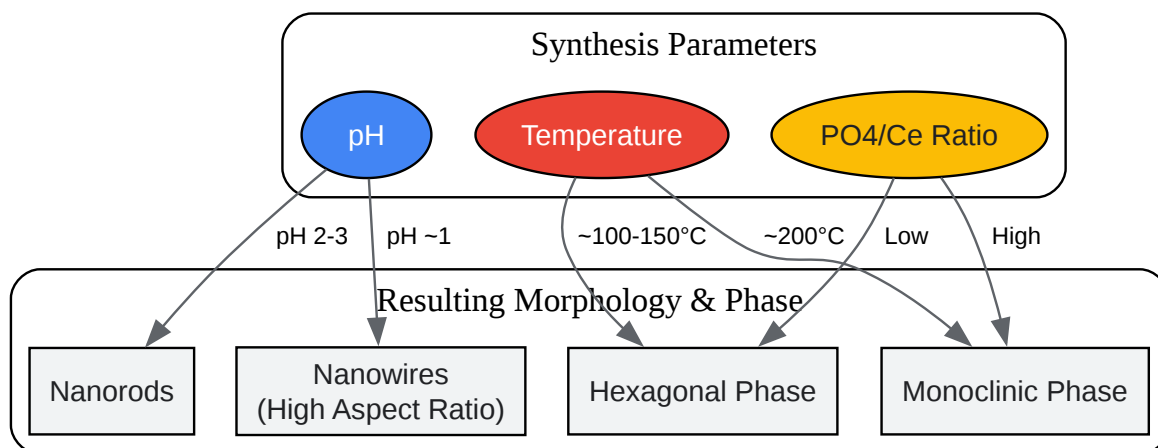 Synthesis Parameters
pH
Temperature
PO4/Ce Ratio
pH 2-3
pH ~1
~100-150°C
~200°C
Low
High
Resulting Morphology & Phase
Nanorods
Nanowires
(High Aspect Ratio)
Hexagonal Phase
Monoclinic Phase